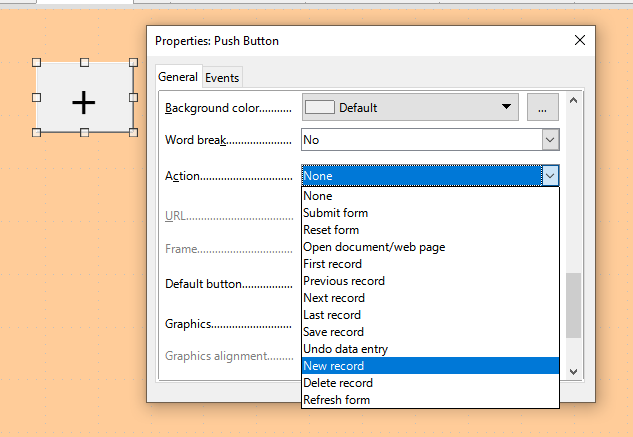 Properties: Push Button
+
General Events
Background color........... Default ...
Word break...................... No
Action............................... None
None
Submit form
URL................................. Reset form
Open document/web page
Frame.............................. First record
Previous record
Default button................. Next record
Last record
Graphics............................ Save record
Undo data entry
Graphics alignment......... New record
Delete record
Refresh form